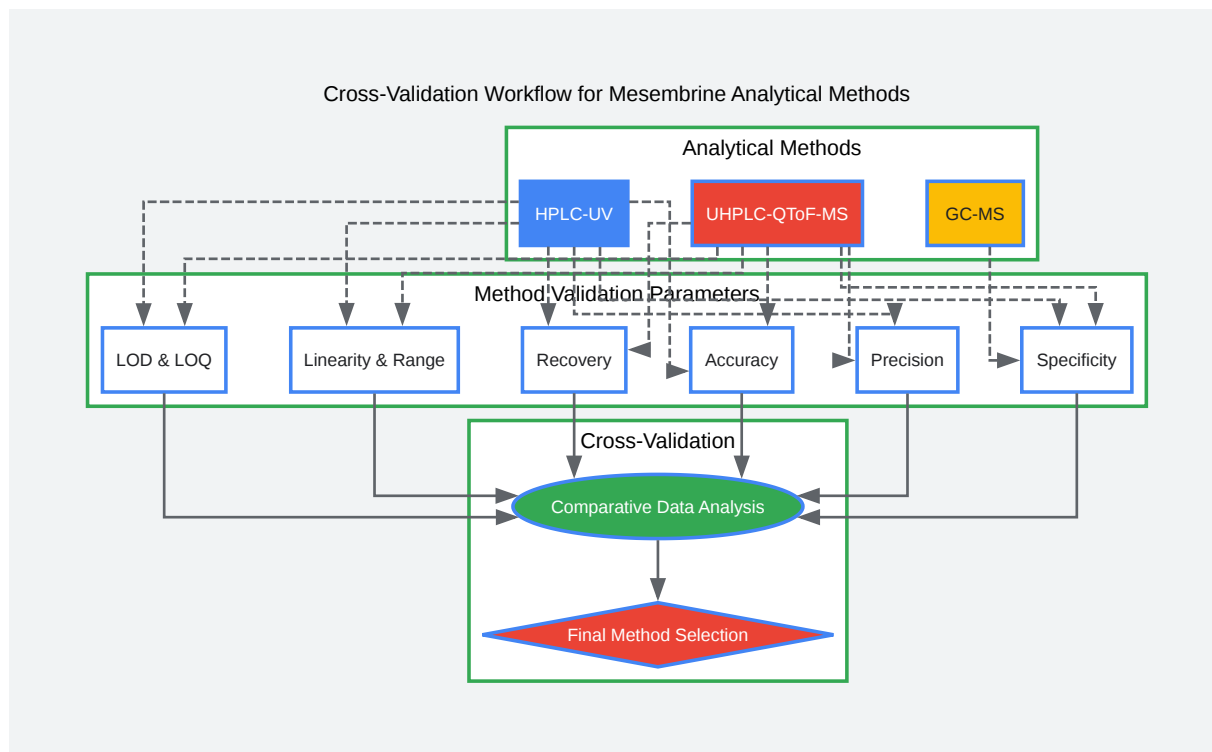 Cross-Validation Workflow for Mesembrine Analytical Methods
Analytical Methods
HPLC-UV
UHPLC-QToF-MS
GC-MS
Method Validation Parameters
LOD & LOQ
Linearity & Range
Recovery
Accuracy
Precision
Specificity
Cross-Validation
Comparative Data Analysis
Final Method Selection